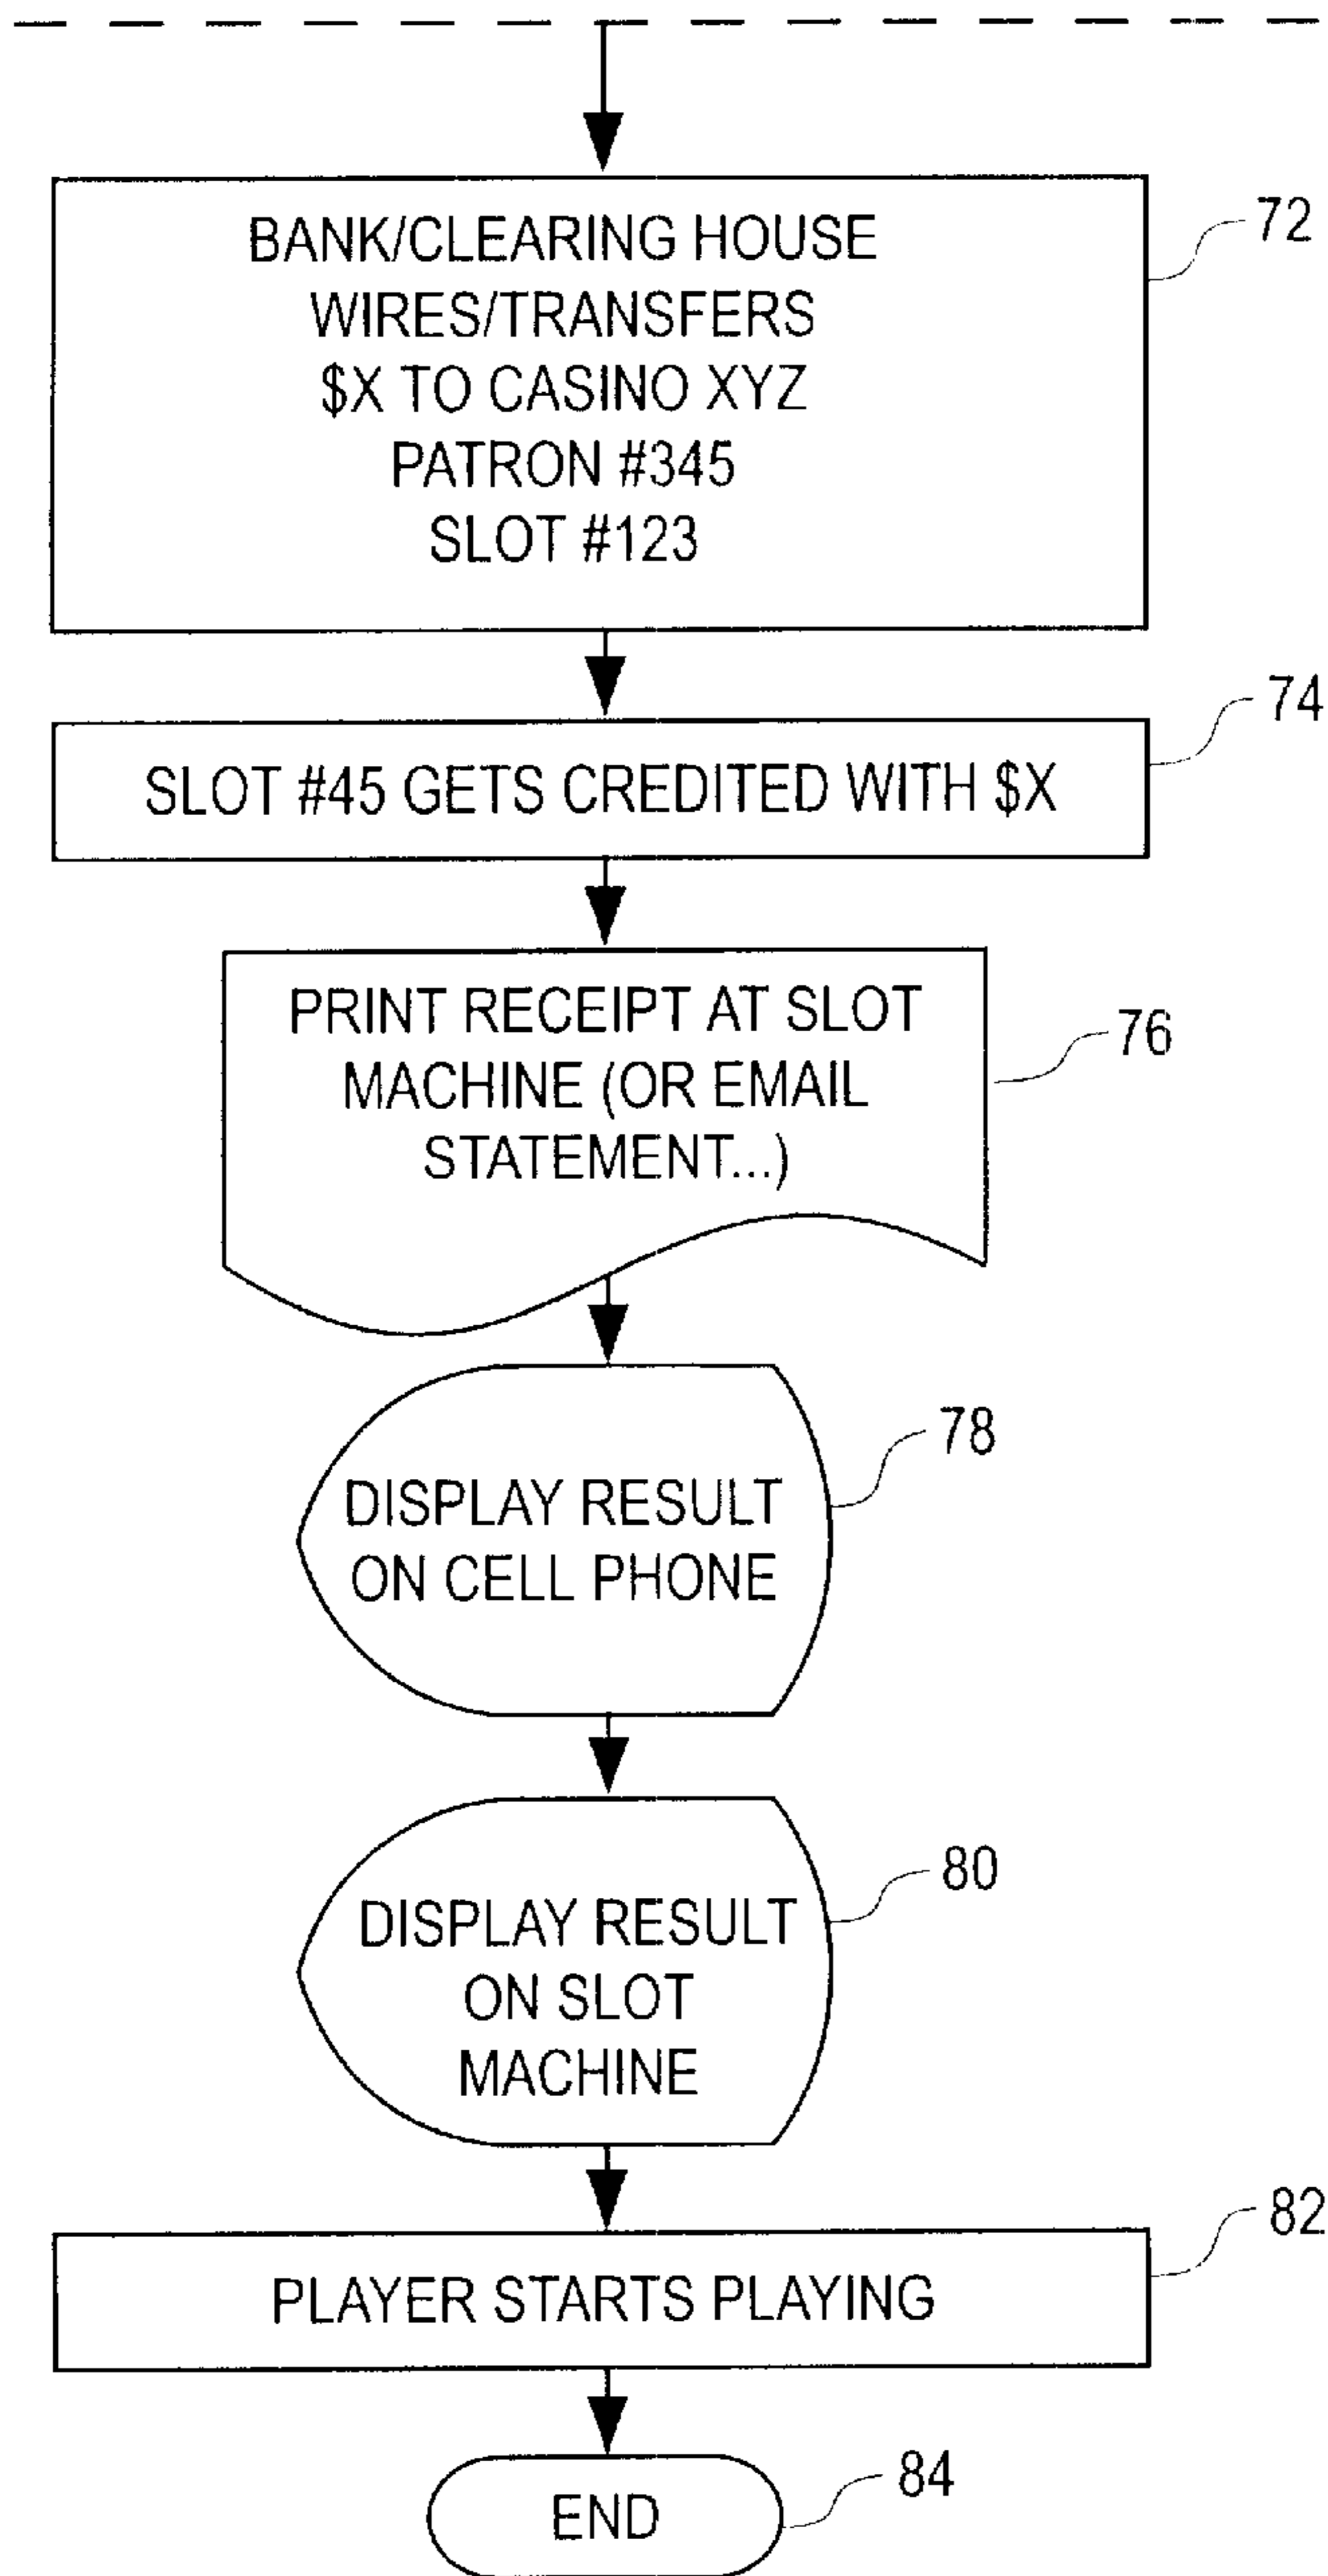 BANK/CLEARING HOUSE
WIRES/TRANSFERS
$X TO CASINO XYZ
PATRON #345
SLOT #123
72
SLOT #45 GETS CREDITED WITH $X
74
PRINT RECEIPT AT SLOT
MACHINE (OR EMAIL
STATEMENT...)
76
DISPLAY RESULT
ON CELL PHONE
78
DISPLAY RESULT
ON SLOT
MACHINE
80
PLAYER STARTS PLAYING
82
END
84